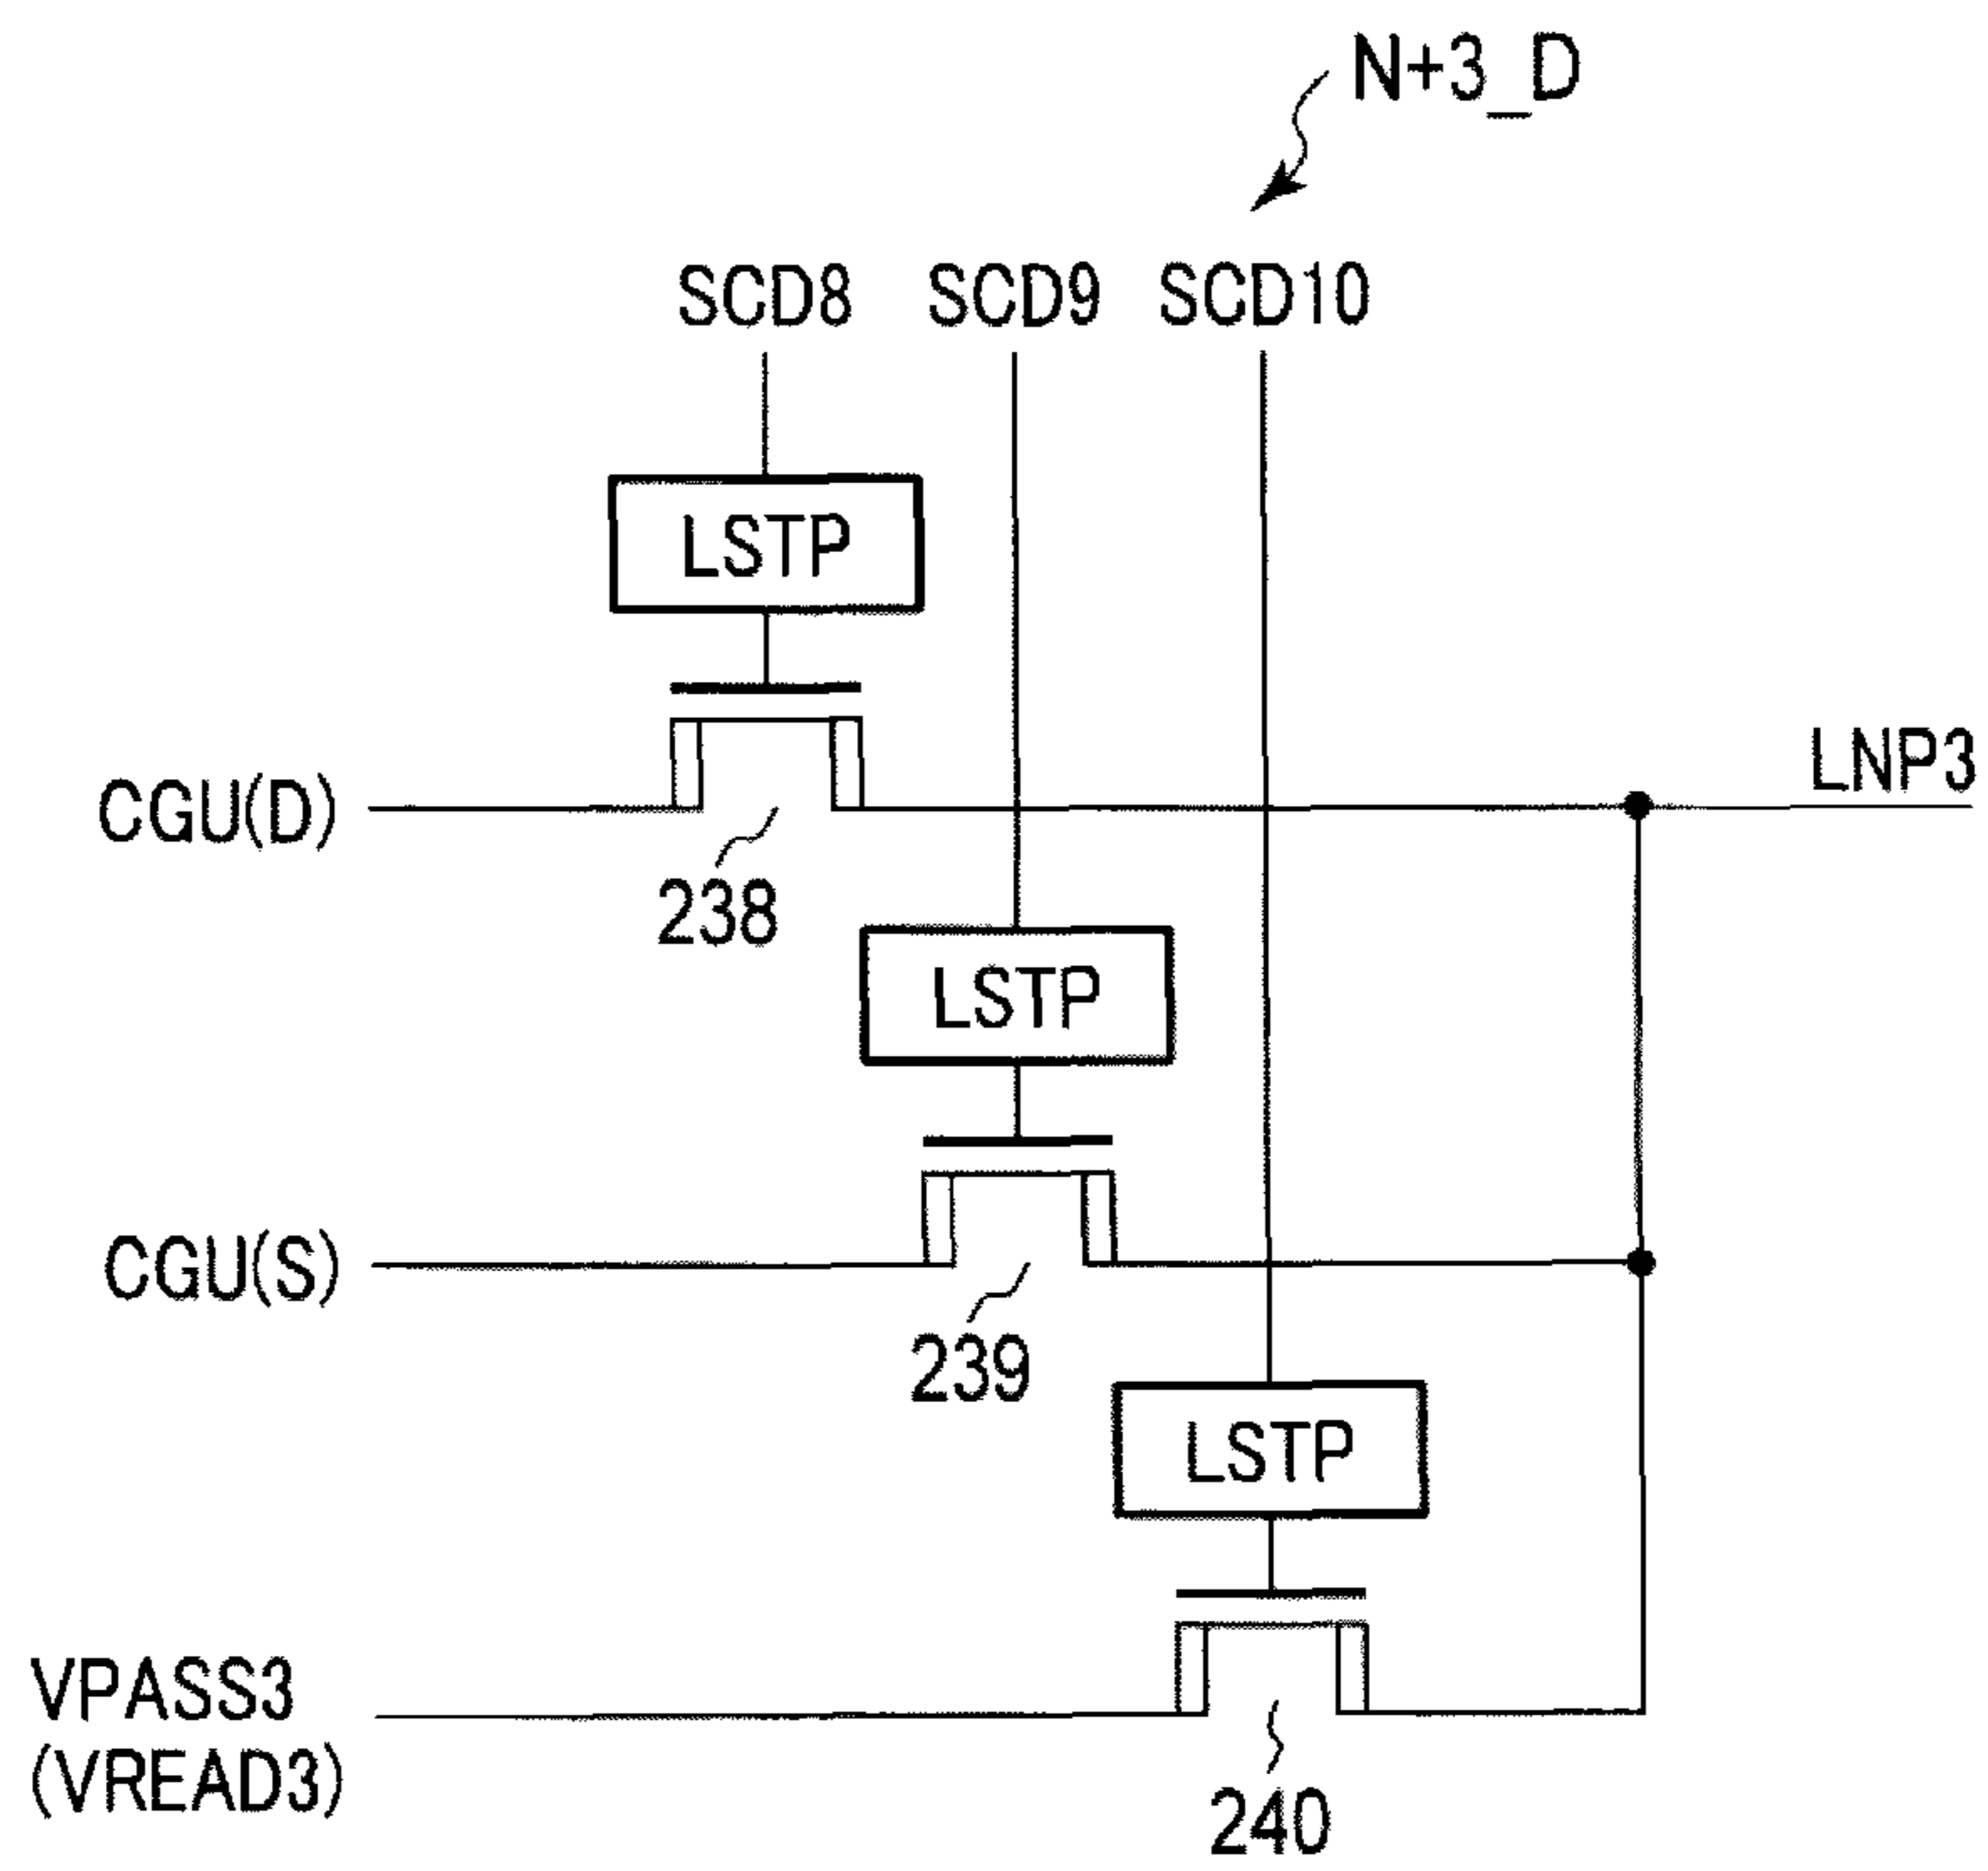 N+3_D
SCD8 SCD9 SCD10
LSTP
LNP3
CGU(D)
238
LSTP
CGU(S)
239
LSTP
VPASS3
(VREAD3)
240